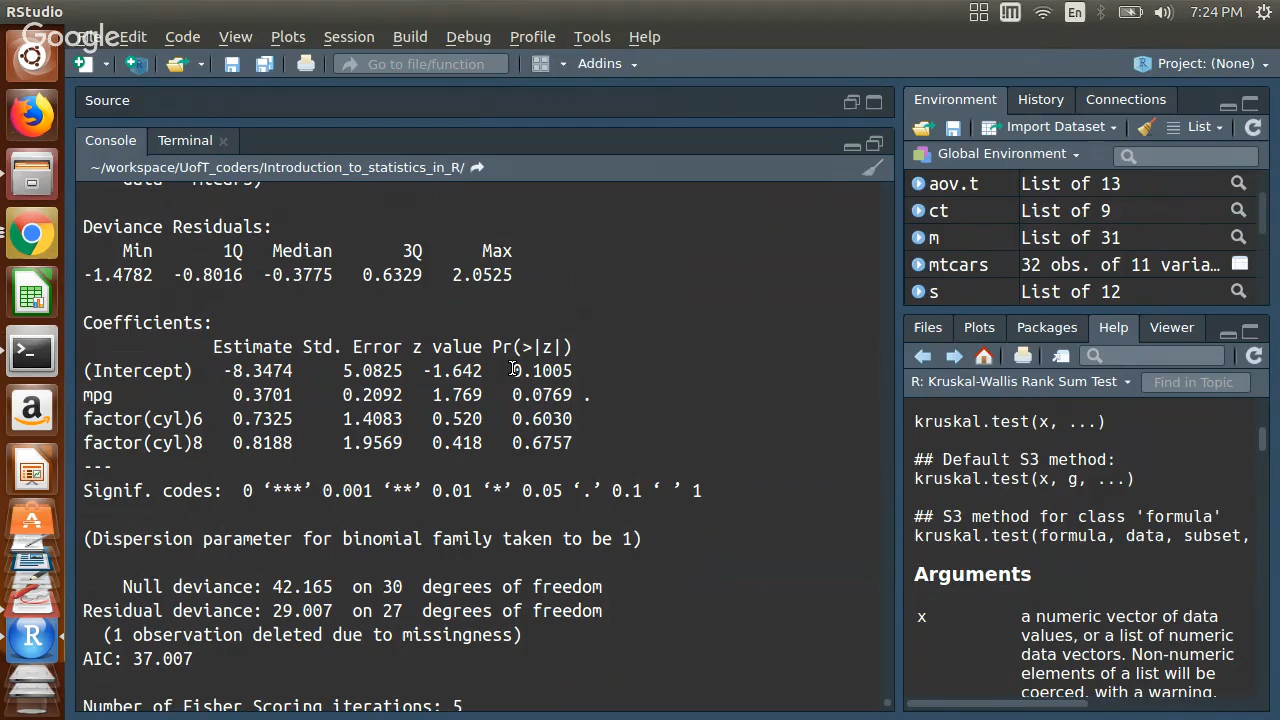 RStudio
En
7:24 PM
Google
File Edit Code View Plots Session Build Debug Profile Tools Help
Go to file/function
Addins
Project: (None)
Source
Console Terminal
~/workspace/UofT_coders/Introduction_to_statistics_in_R/
data = mtcars)
Deviance Residuals:
Min 1Q Median 3Q Max
-1.4782 -0.8016 -0.3775 0.6329 2.0525
Coefficients:
Estimate Std. Error z value Pr(>|z|)
(Intercept) -8.3474 5.0825 -1.642 0.1005
mpg 0.3701 0.2092 1.769 0.0769 .
factor(cyl)6 0.7325 1.4083 0.520 0.6030
factor(cyl)8 0.8188 1.9569 0.418 0.6757
---
Signif. codes: 0 ‘***’ 0.001 ‘**’ 0.01 ‘*’ 0.05 ‘.’ 0.1 ‘ ’ 1
(Dispersion parameter for binomial family taken to be 1)
Null deviance: 42.165 on 30 degrees of freedom
Residual deviance: 29.007 on 27 degrees of freedom
(1 observation deleted due to missingness)
AIC: 37.007
Number of Fisher Scoring iterations: 5
Environment History Connections
Import Dataset
List
Global Environment
aov.t List of 13
ct List of 9
m List of 31
mtcars 32 obs. of 11 varia…
s List of 12
Files Plots Packages Help Viewer
R: Kruskal-Wallis Rank Sum Test
Find in Topic
kruskal.test(x, ...)
## Default S3 method:
kruskal.test(x, g, ...)
## S3 method for class 'formula'
kruskal.test(formula, data, subset,
Arguments
x a numeric vector of data
values, or a list of numeric
data vectors. Non-numeric
elements of a list will be
coerced, with a warning.